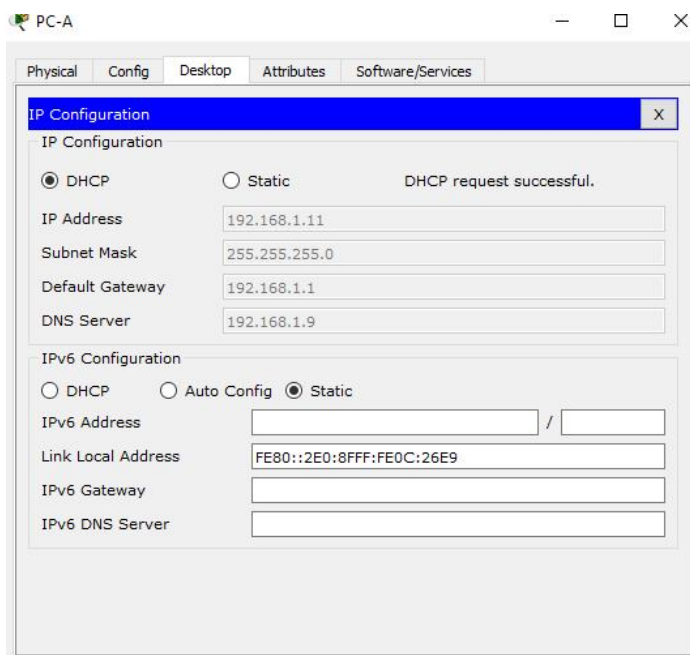 PC-A
Physical Config Desktop Attributes Software/Services
IP Configuration X
IP Configuration
DHCP Static DHCP request successful.
IP Address 192.168.1.11
Subnet Mask 255.255.255.0
Default Gateway 192.168.1.1
DNS Server 192.168.1.9
IPv6 Configuration
DHCP Auto Config Static
IPv6 Address /
Link Local Address FE80::2E0:8FFF:FE0C:26E9
IPv6 Gateway
IPv6 DNS Server